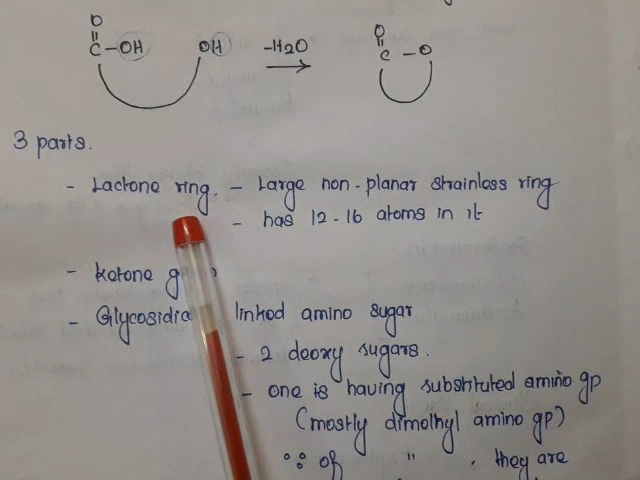 O
C-OH OH -H2O
O
C-O
3 parts.
- Lactone ring. - Large non-planar strainless ring
- has 12-16 atoms in it
- ketone
- Glycosidic linked amino sugar
- 2 deoxy sugars.
- one is having substituted amino gp
(mostly dimethyl amino gp)
∵ of " , they are